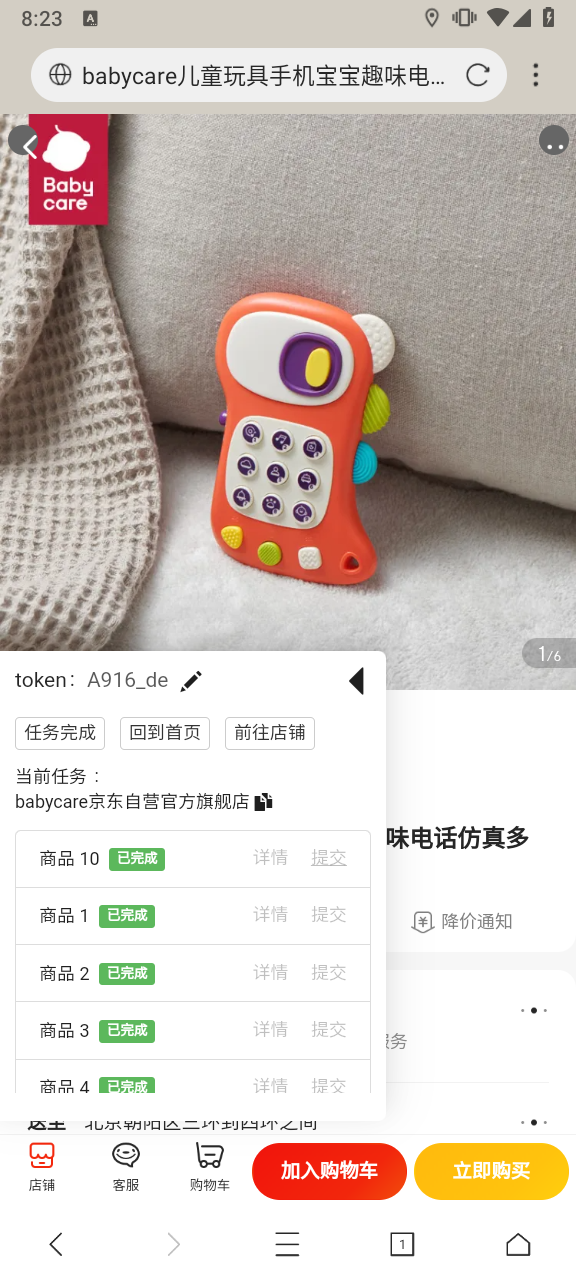 8:23
A
babycare儿童玩具手机宝宝趣味电...
Baby
care
1/6
token： A916_de
任务完成 回到首页 前往店铺
当前任务：
babycare京东自营官方旗舰店
味电话仿真多
商品 10 已完成 详情 提交
商品 1 已完成 详情 提交
降价通知
商品 2 已完成 详情 提交
商品 3 已完成 详情 提交
服务
商品 4 已完成 详情 提交
送至 北京朝阳区三环到四环之间
店铺 客服 购物车 加入购物车 立即购买
1